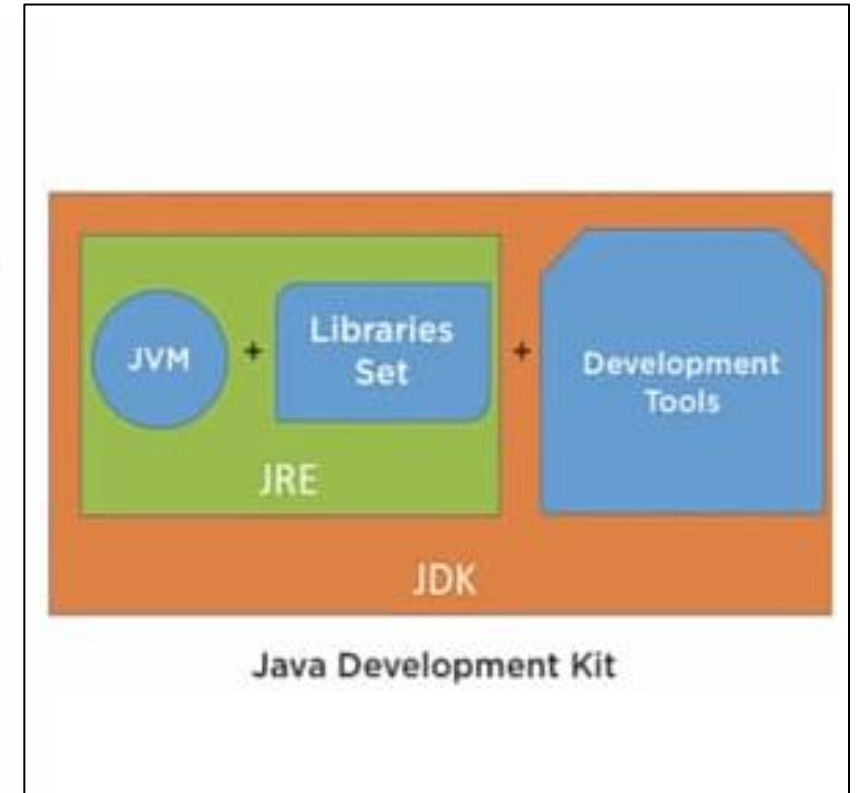 JVM
+
Libraries
Set
+
Development
Tools
JRE
JDK
Java Development Kit